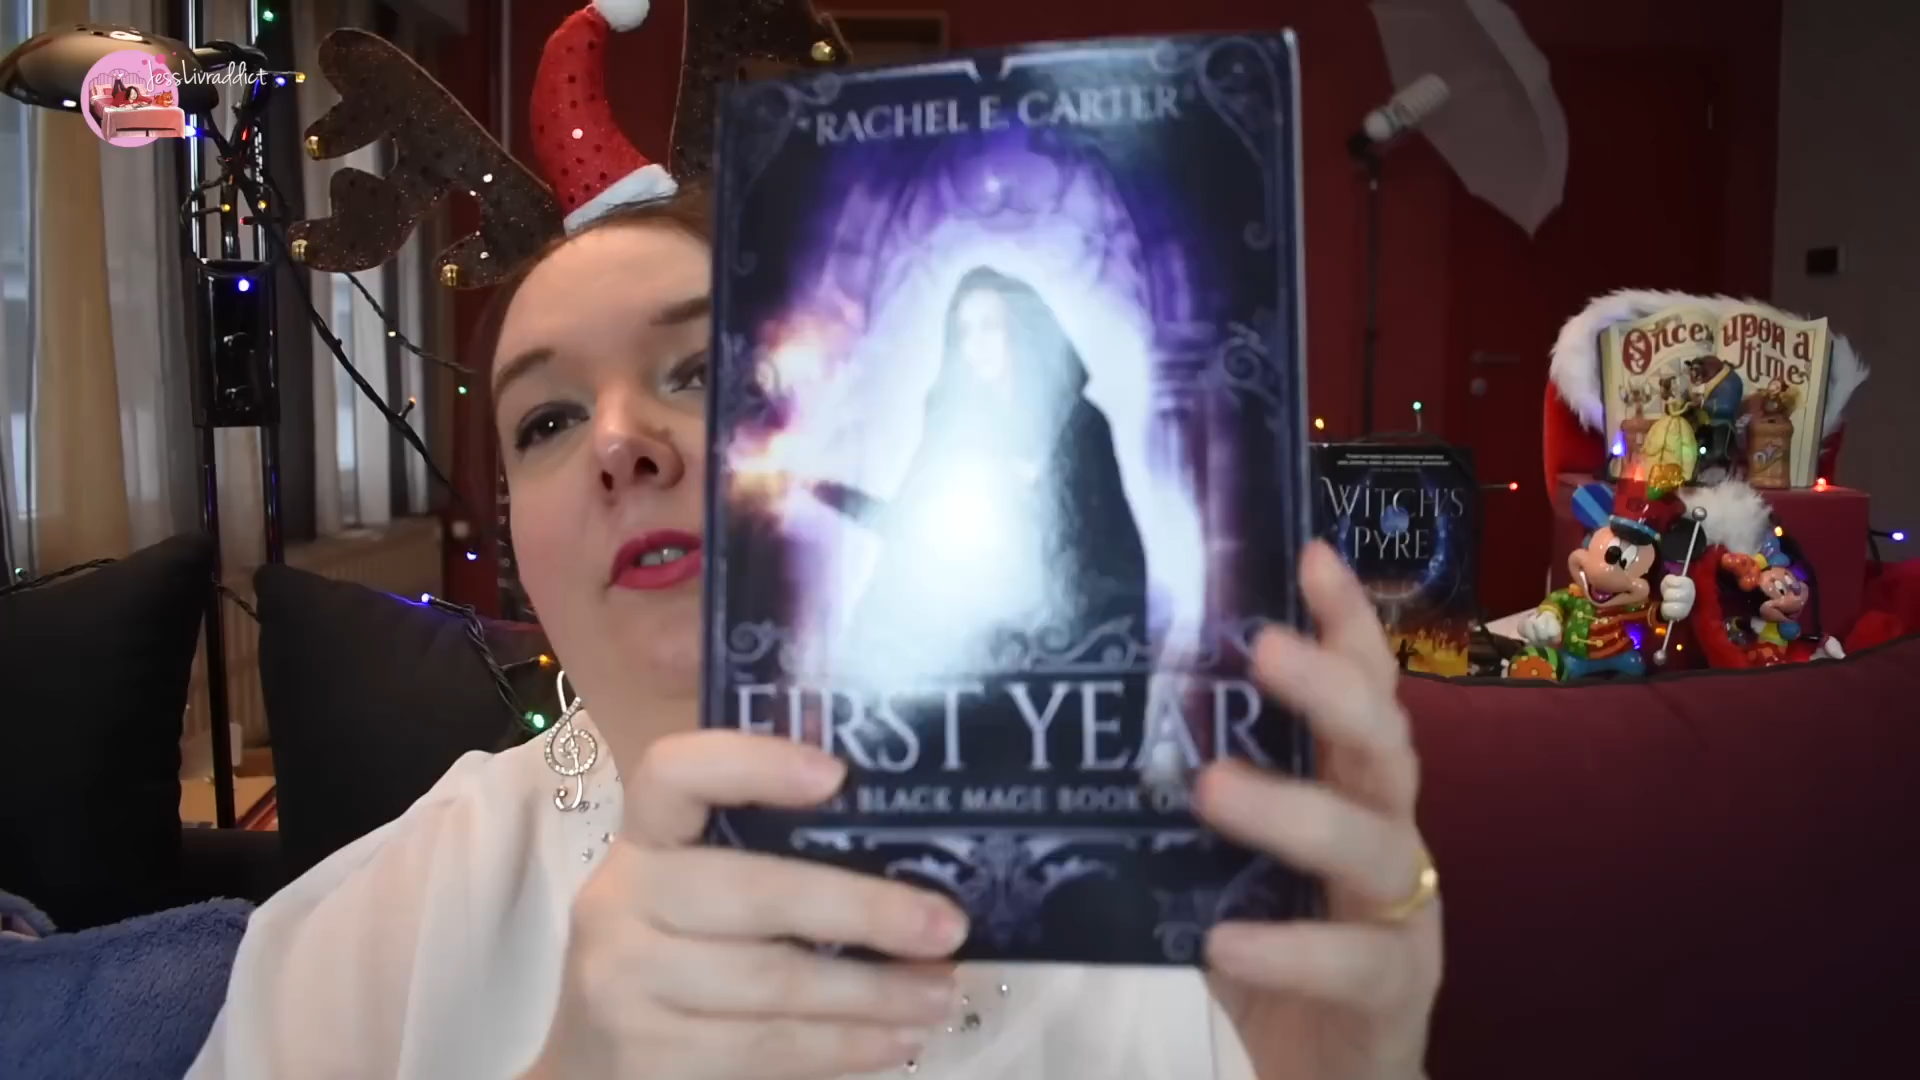 JessLivraddict
RACHEL E. CARTER
FIRST YEAR
BLACK MAGE BOOK
Once upon a
time
WITCH'S
PYRE